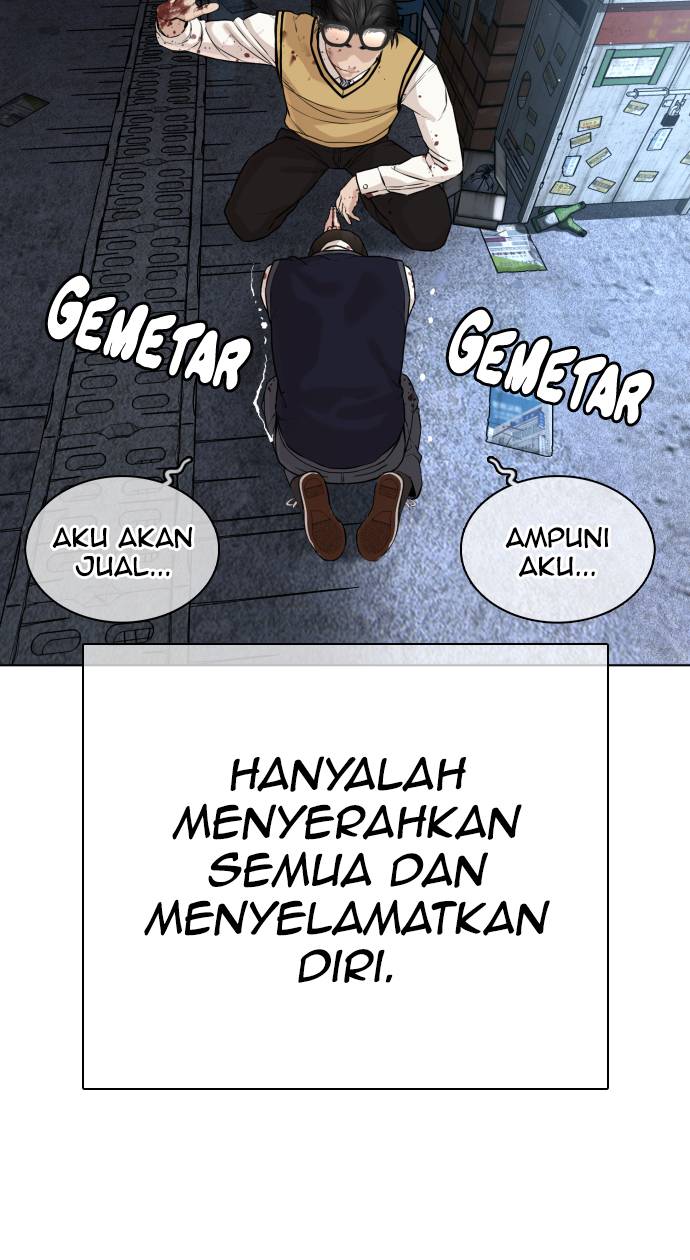 GEMETAR
GEMETAR
AKU AKAN
JUAL...
AMPUNI
AKU...
HANYALAH
MENYERAHKAN
SEMUA DAN
MENYELAMATKAN
DIRI.